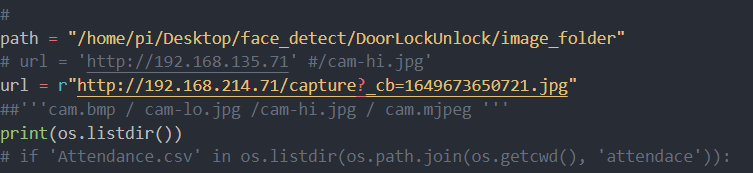 #
path = "/home/pi/Desktop/face_detect/DoorLockUnlock/image_folder"
# url = 'http://192.168.135.71' #/cam-hi.jpg'
url = r"http://192.168.214.71/capture?_cb=1649673650721.jpg"
##'''cam.bmp / cam-lo.jpg /cam-hi.jpg / cam.mjpeg '''
print(os.listdir())
# if 'Attendance.csv' in os.listdir(os.path.join(os.getcwd(), 'attendace')):